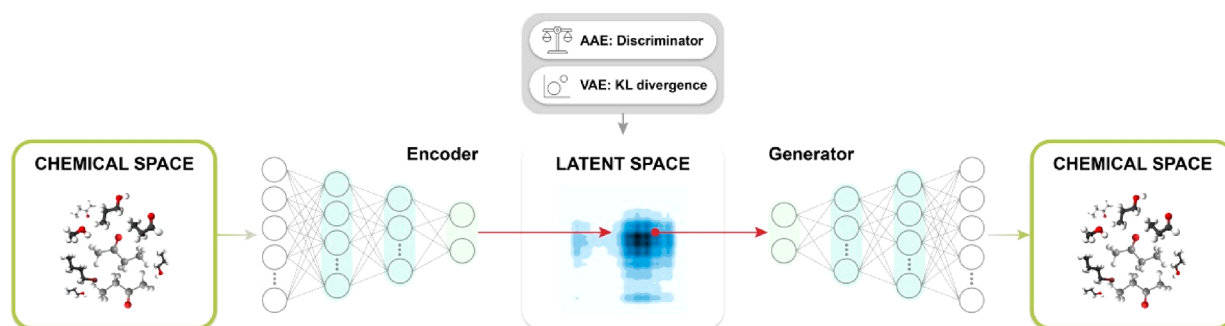 AAE: Discriminator
VAE: KL divergence
CHEMICAL SPACE
Encoder
LATENT SPACE
Generator
CHEMICAL SPACE